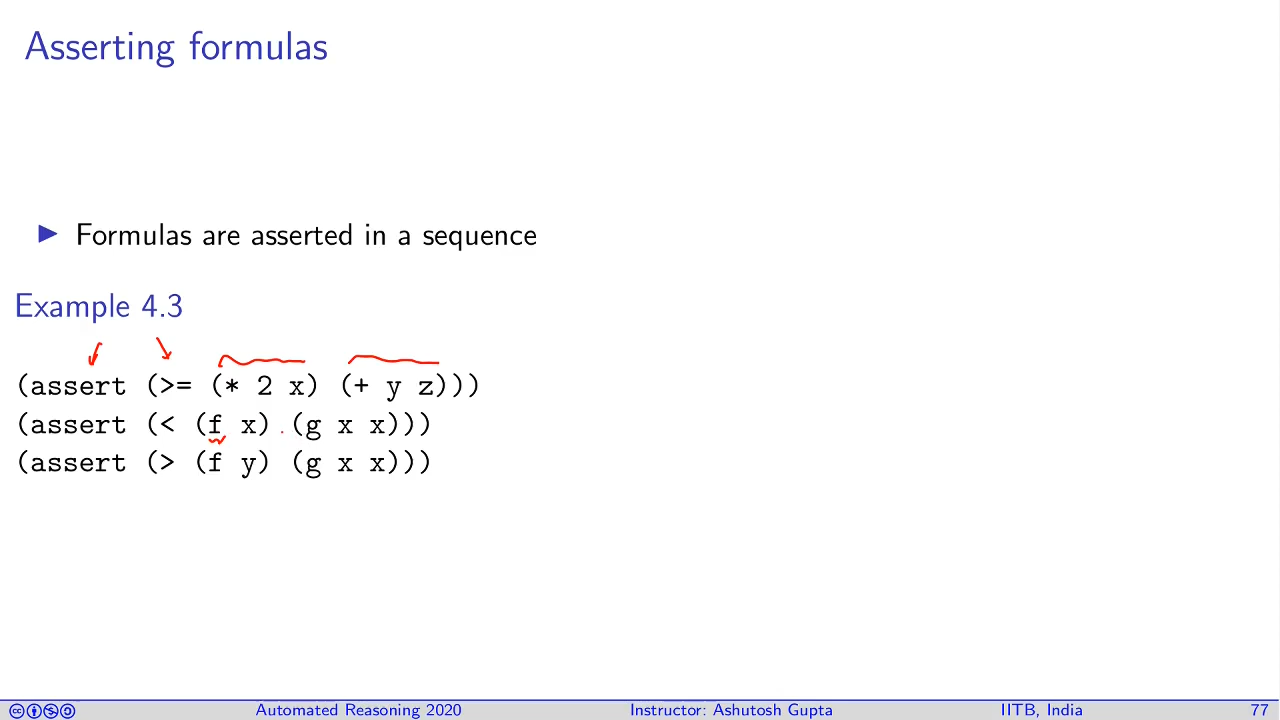 Asserting formulas
Formulas are asserted in a sequence
Example 4.3
(assert (>= (* 2 x) (+ y z)))
(assert (< (f x) (g x x)))
(assert (> (f y) (g x x)))
Automated Reasoning 2020 Instructor: Ashutosh Gupta IITB, India 77